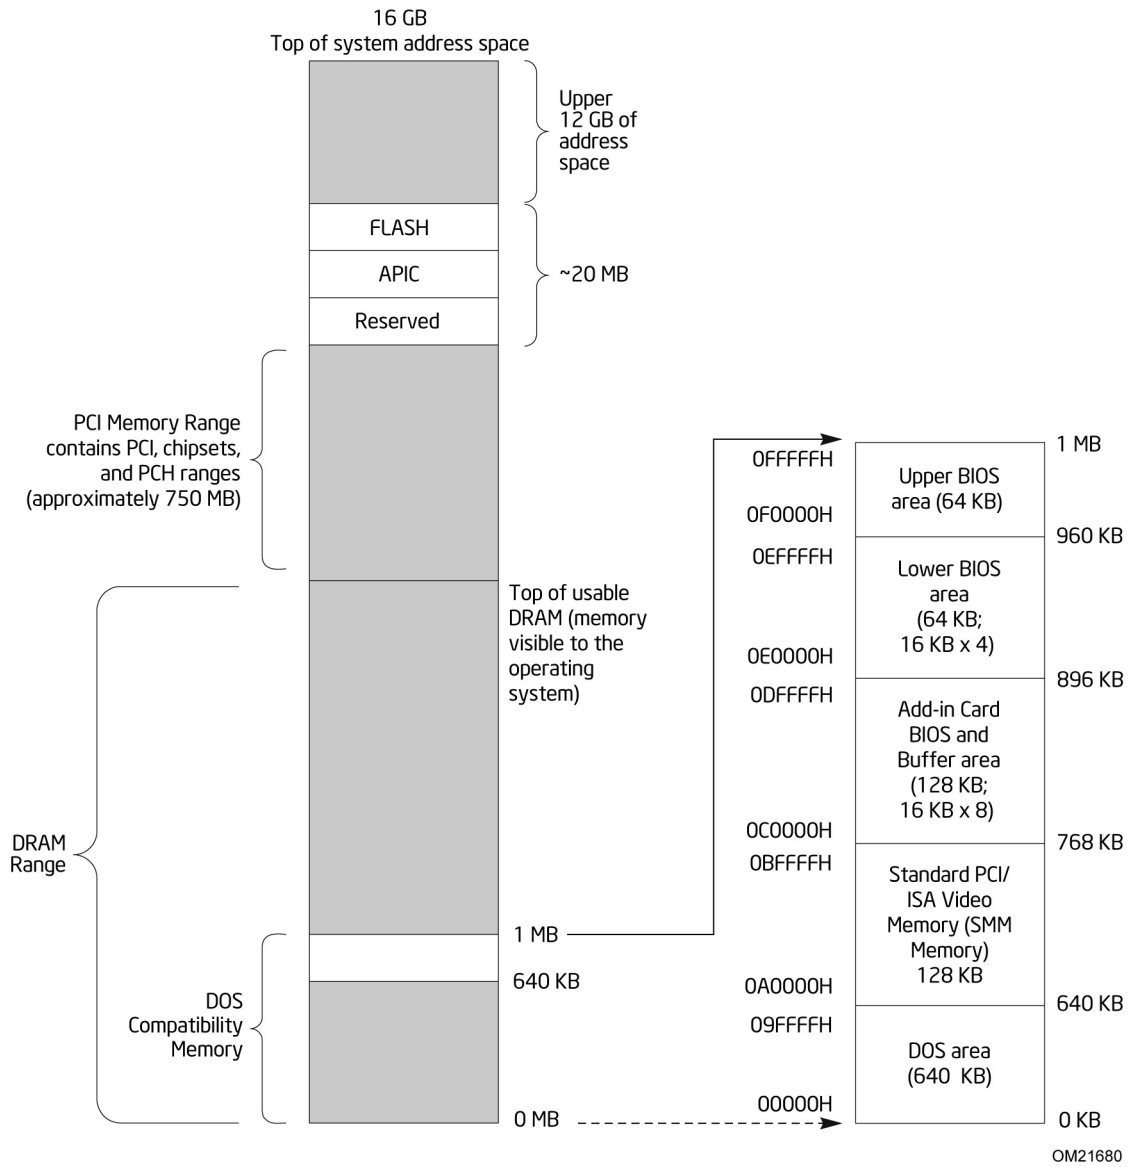 16 GB
Top of system address space
Upper
12 GB of
address
space
FLASH
APIC
Reserved
~20 MB
PCI Memory Range
contains PCI, chipsets,
and PCH ranges
(approximately 750 MB)
Top of usable
DRAM (memory
visible to the
operating
system)
DRAM
Range
1 MB
640 KB
DOS
Compatibility
Memory
0 MB
0FFFFFH
0F0000H
0EFFFFH
0E0000H
0DFFFFH
0C0000H
0BFFFFH
0A0000H
09FFFFH
00000H
Upper BIOS
area (64 KB)
Lower BIOS
area
(64 KB;
16 KB x 4)
Add-in Card
BIOS and
Buffer area
(128 KB;
16 KB x 8)
Standard PCI/
ISA Video
Memory (SMM
Memory)
128 KB
DOS area
(640 KB)
1 MB
960 KB
896 KB
768 KB
640 KB
0 KB
OM21680